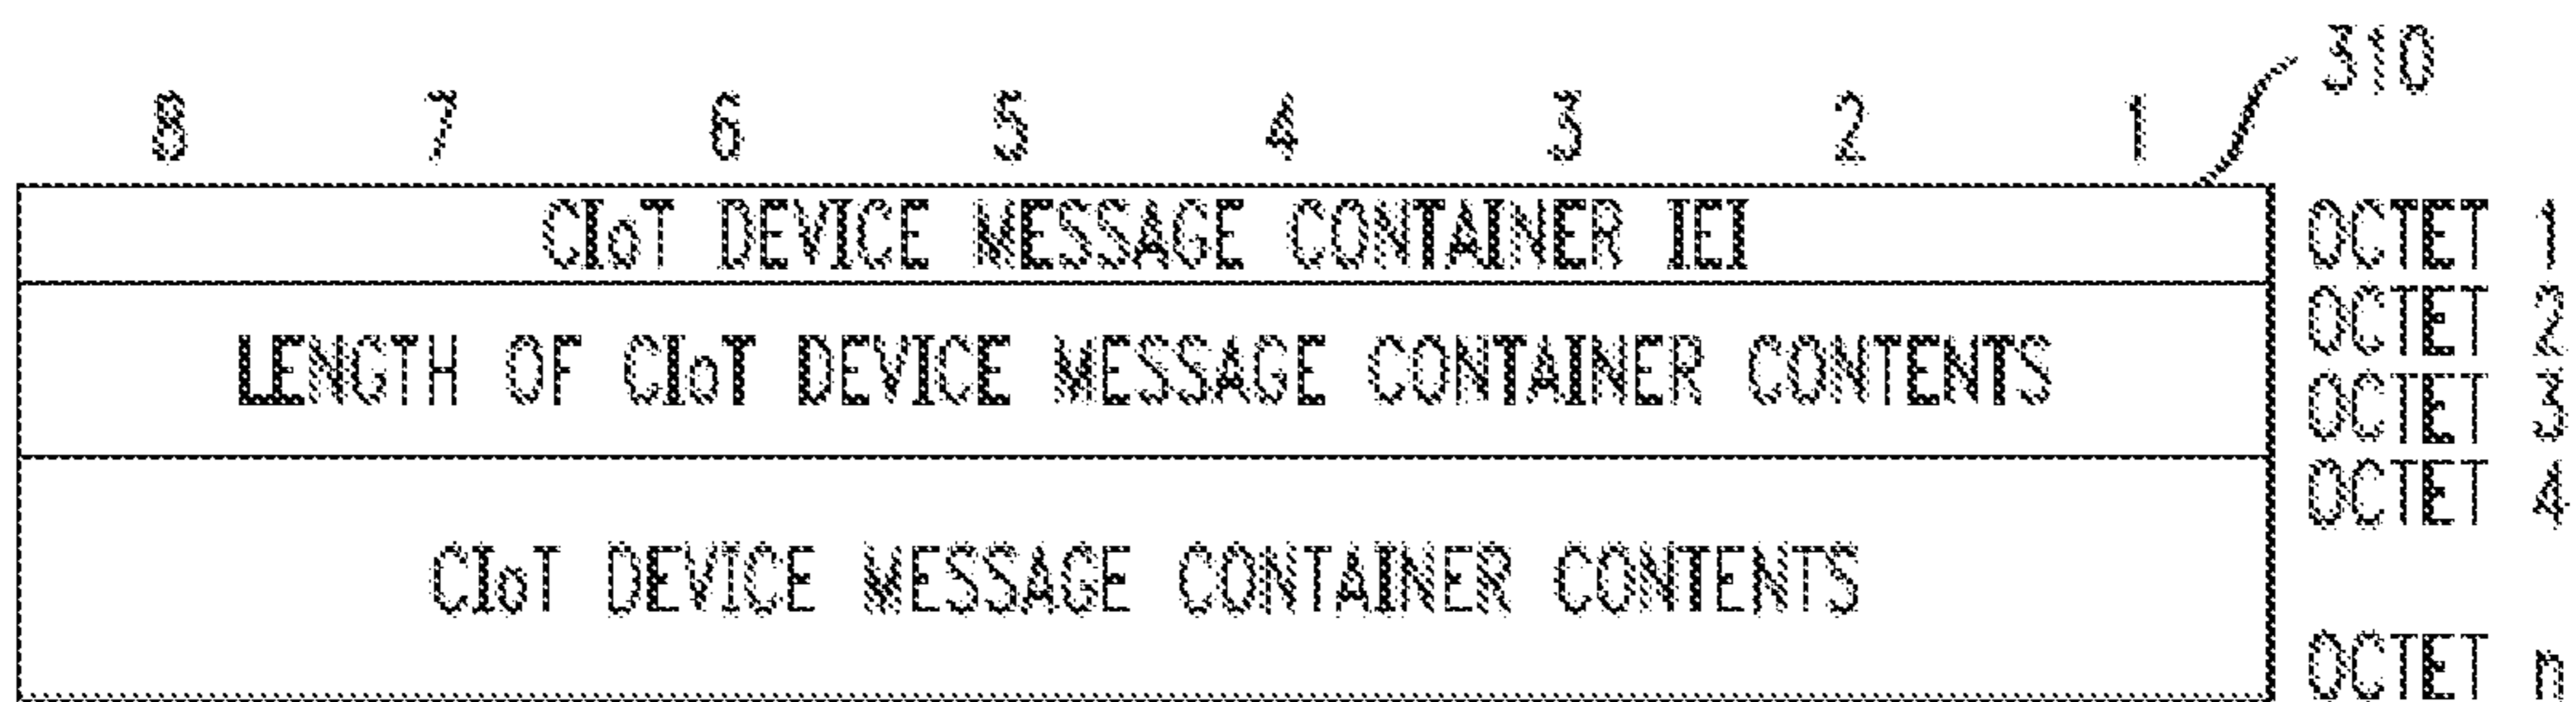 310
8 7 6 5 4 3 2 1
CIoT DEVICE MESSAGE CONTAINER IEI OCTET 1
OCTET 2
LENGTH OF CIoT DEVICE MESSAGE CONTAINER CONTENTS
OCTET 3
OCTET 4
CIoT DEVICE MESSAGE CONTAINER CONTENTS
OCTET n